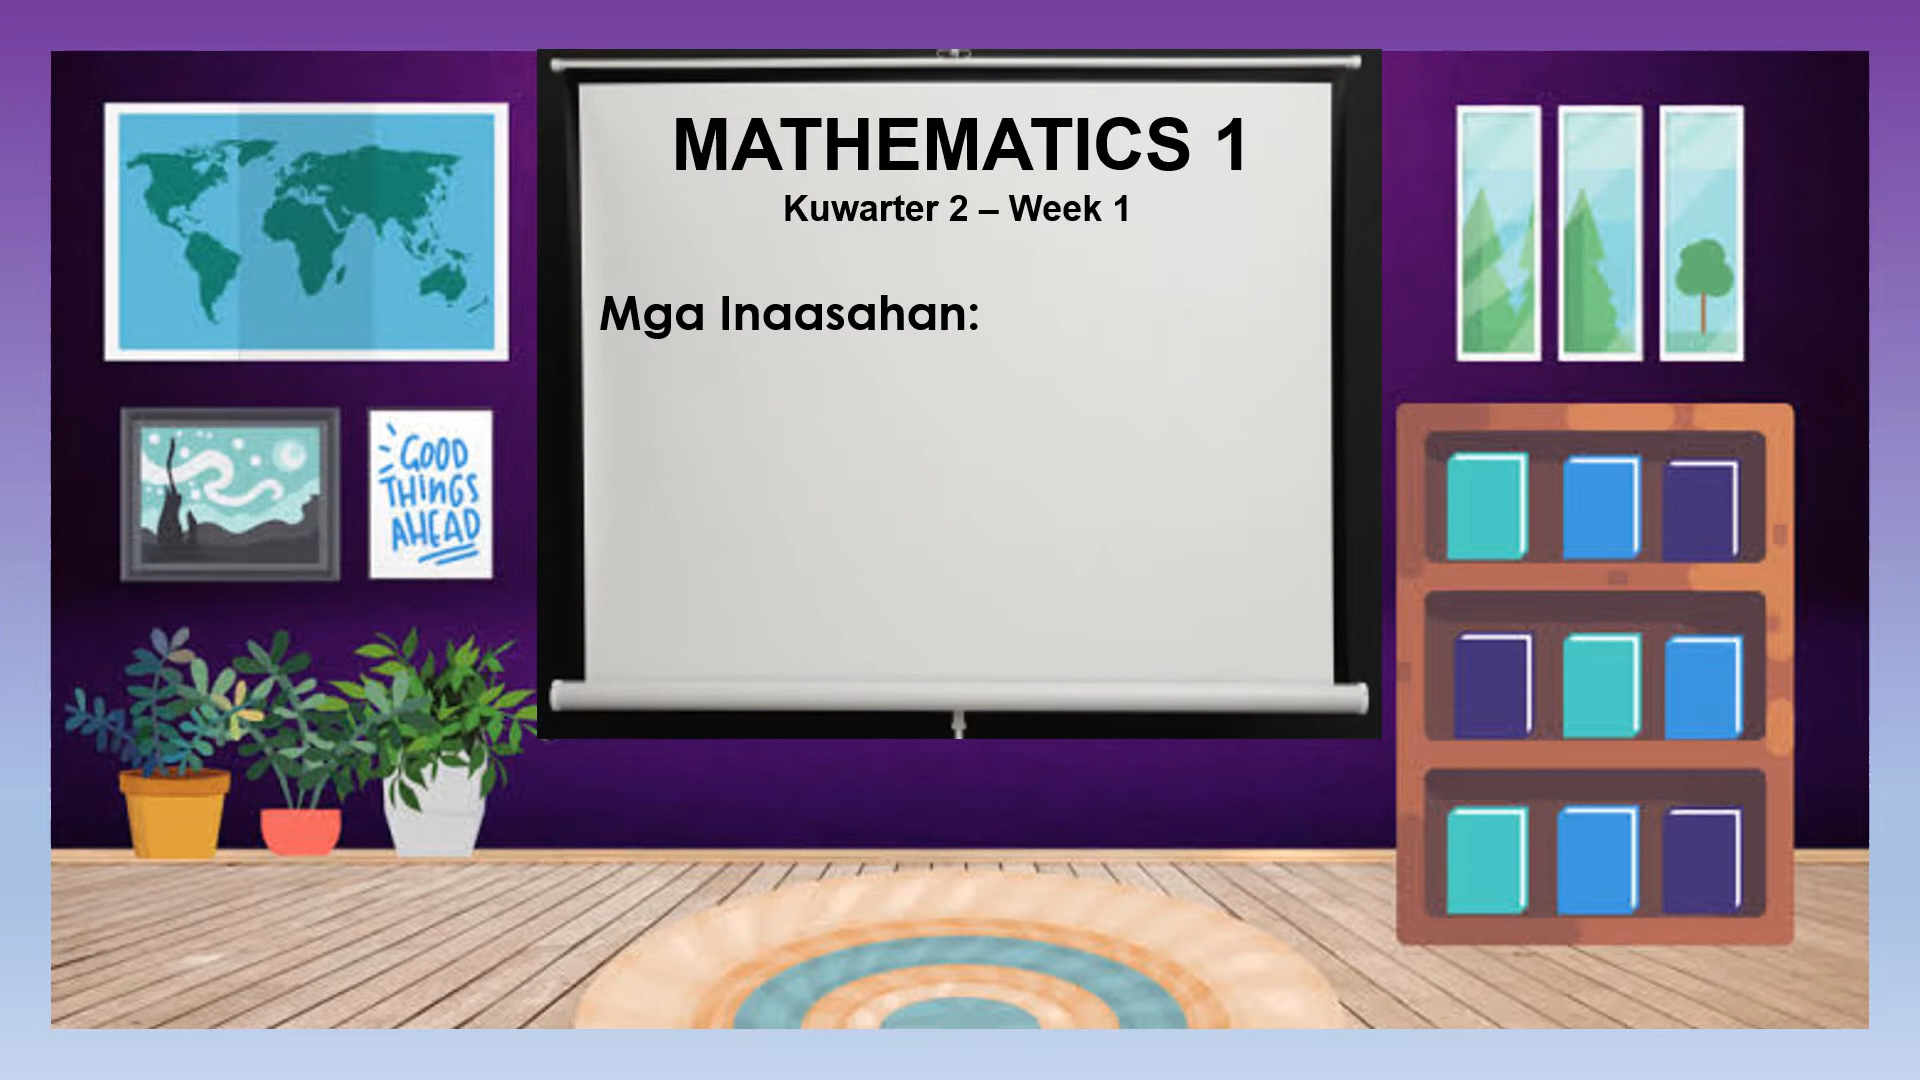 MATHEMATICS 1
Kuwarter 2 – Week 1
Mga Inaasahan:
GOOD
THINGS
AHEAD